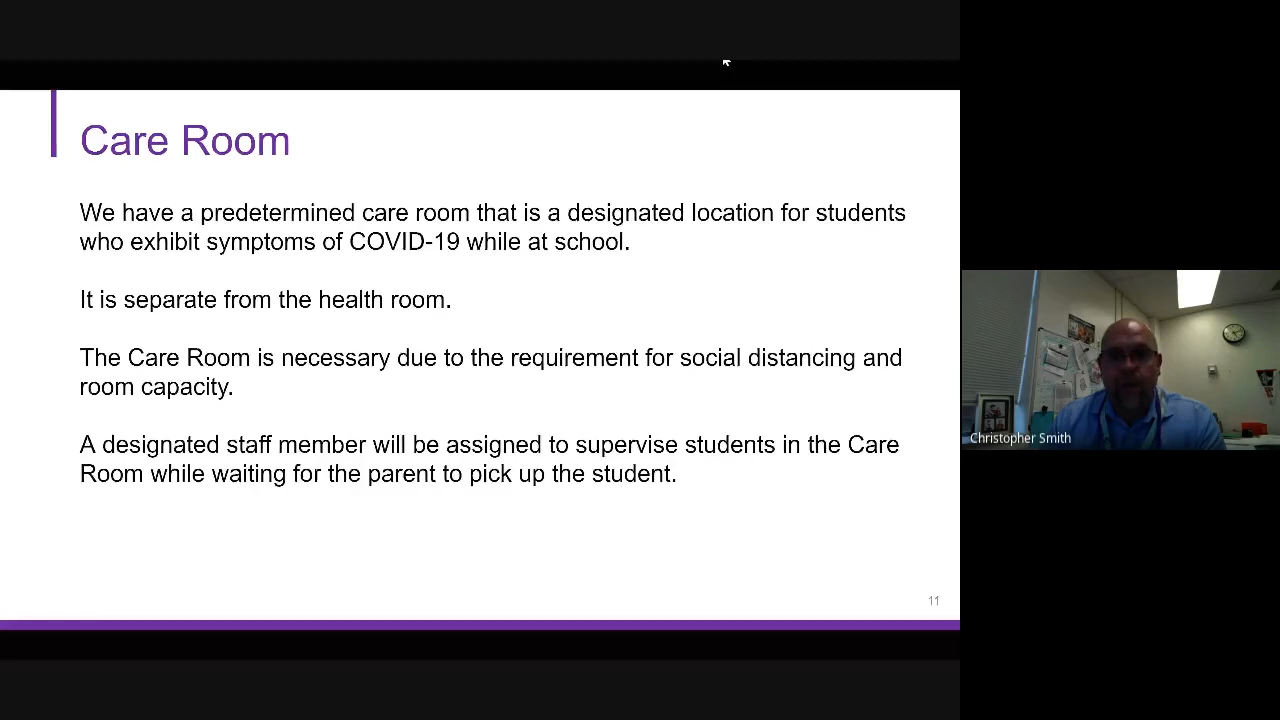 Care Room
We have a predetermined care room that is a designated location for students
who exhibit symptoms of COVID-19 while at school.
It is separate from the health room.
The Care Room is necessary due to the requirement for social distancing and
room capacity.
A designated staff member will be assigned to supervise students in the Care
Room while waiting for the parent to pick up the student.
11
Christopher Smith